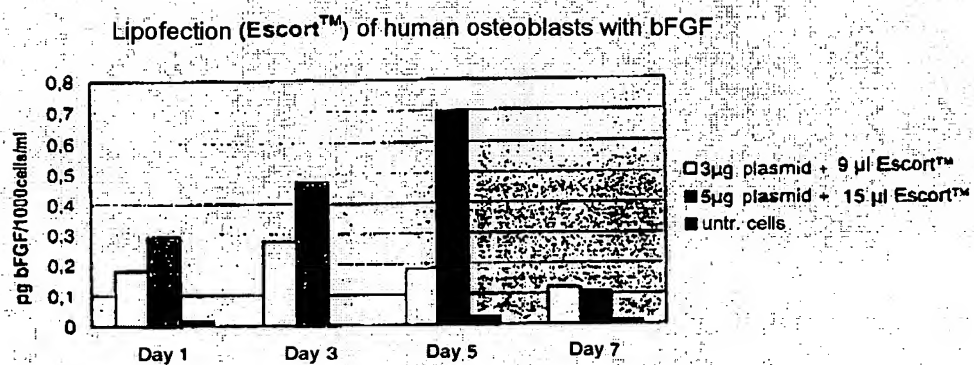 Lipofection (Escort™) of human osteoblasts with bFGF
pg bFGF/1000cells/ml
0,8
0,7
0,6
0,5
0,4
0,3
0,2
0,1
0
Day 1
Day 3
Day 5
Day 7
3µg plasmid + 9 µl Escort™
5µg plasmid + 15 µl Escort™
untr. cells